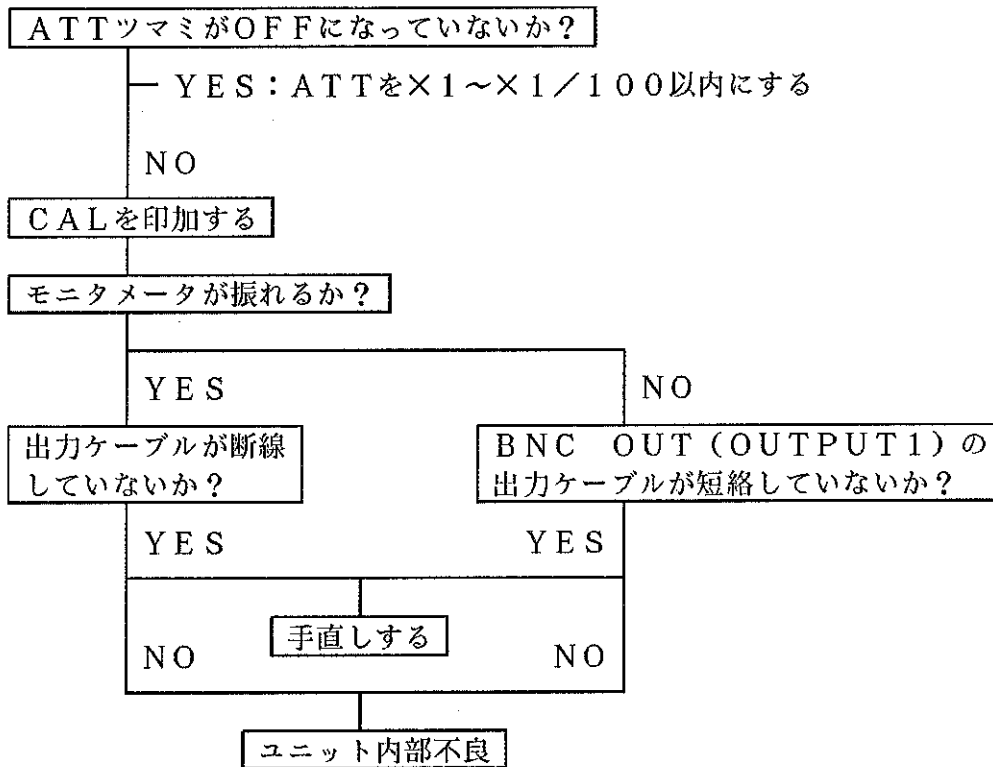 ATTツマミがOFFになっていないか?
YES:ATTを×1~×1/100以内にする
NO
CALを印加する
モニタメータが振れるか?
YES
NO
出力ケーブルが断線
していないか?
BNC OUT(OUTPUT1)の
出力ケーブルが短絡していないか?
YES
YES
手直しする
NO
NO
ユニット内部不良